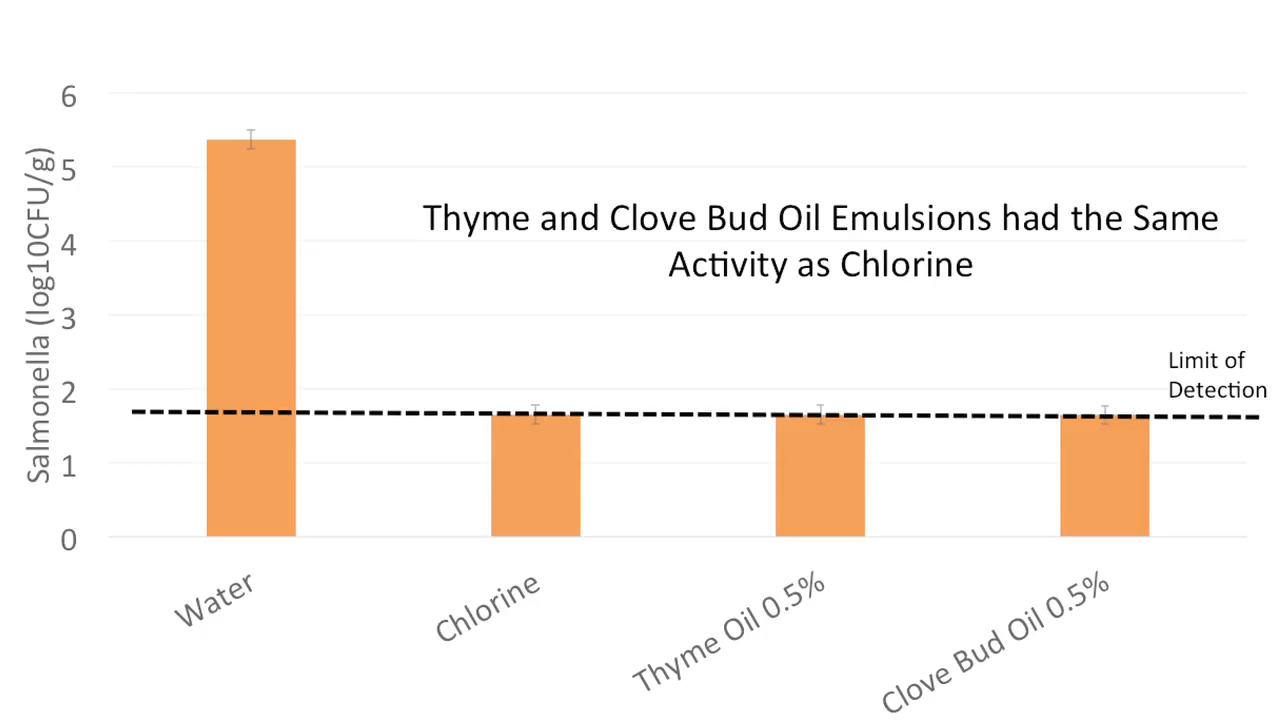 6
5
4
3
2
1
0
Salmonella (log10CFU/g)
Thyme and Clove Bud Oil Emulsions had the Same
Activity as Chlorine
Limit of
Detection
Water
Chlorine
Thyme Oil 0.5%
Clove Bud Oil 0.5%